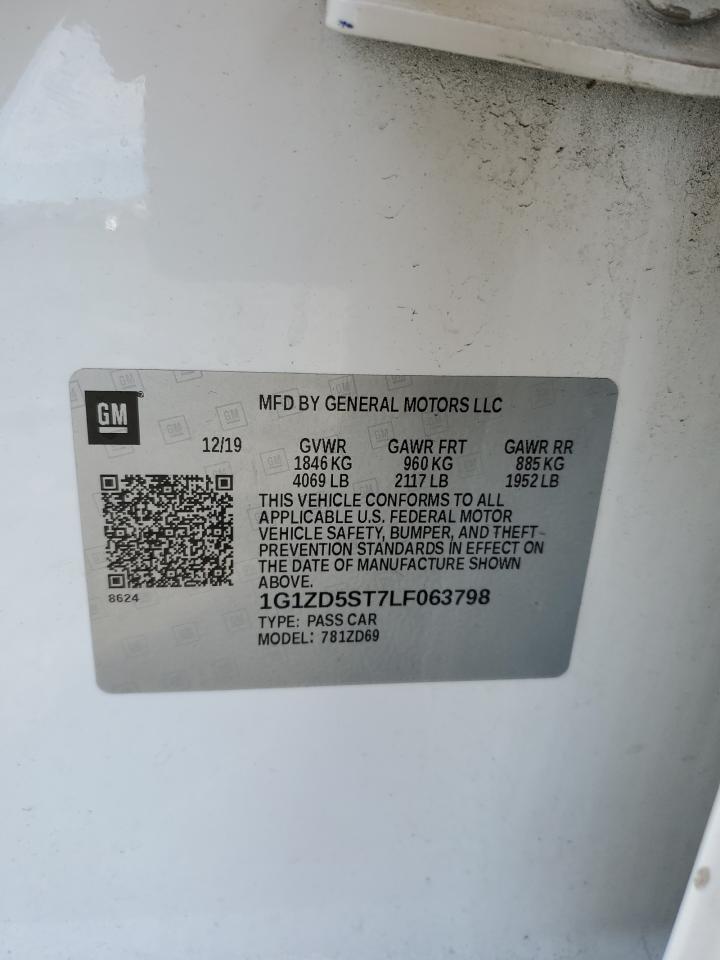 GM
MFD BY GENERAL MOTORS LLC
12/19 GVWR GAWR FRT GAWR RR
1846 KG 960 KG 885 KG
4069 LB 2117 LB 1952 LB
THIS VEHICLE CONFORMS TO ALL
APPLICABLE U.S. FEDERAL MOTOR
VEHICLE SAFETY, BUMPER, AND THEFT
PREVENTION STANDARDS IN EFFECT ON
THE DATE OF MANUFACTURE SHOWN
ABOVE.
8624
1G1ZD5ST7LF063798
TYPE: PASS CAR
MODEL: 781ZD69